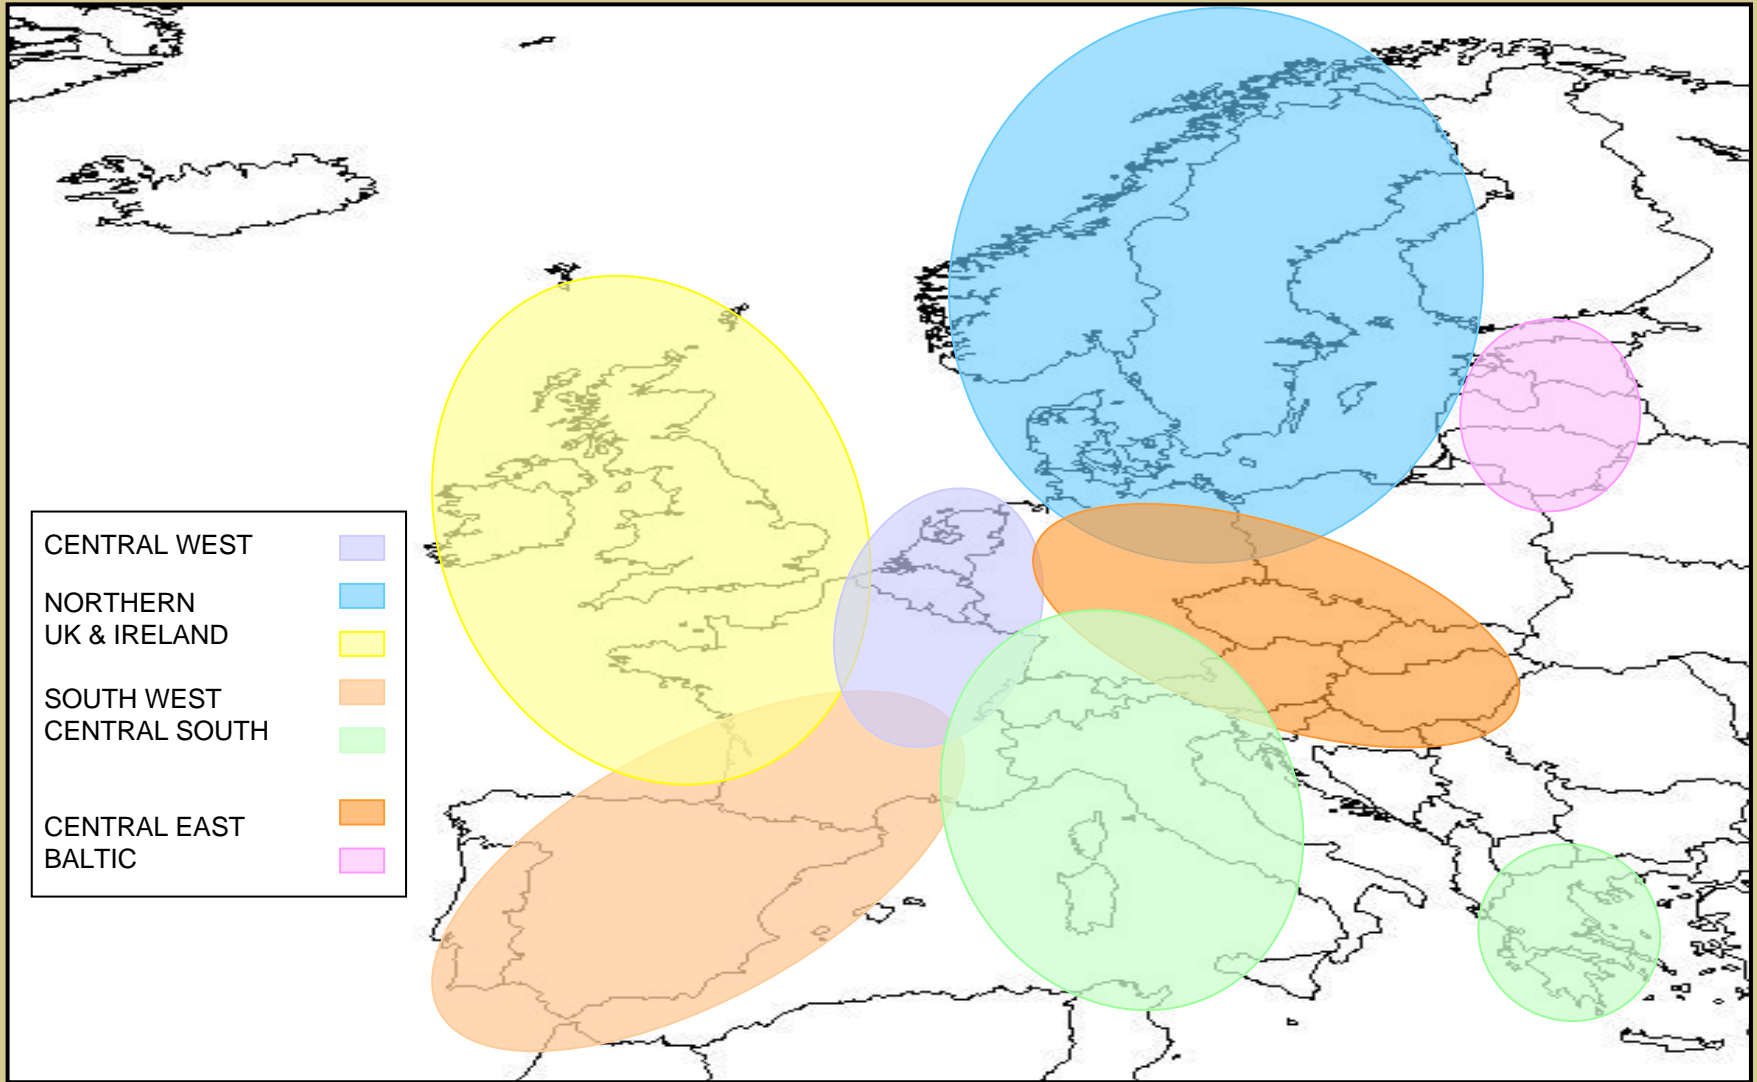 CENTRAL WEST
NORTHERN
UK & IRELAND
SOUTH WEST
CENTRAL SOUTH
CENTRAL EAST
BALTIC